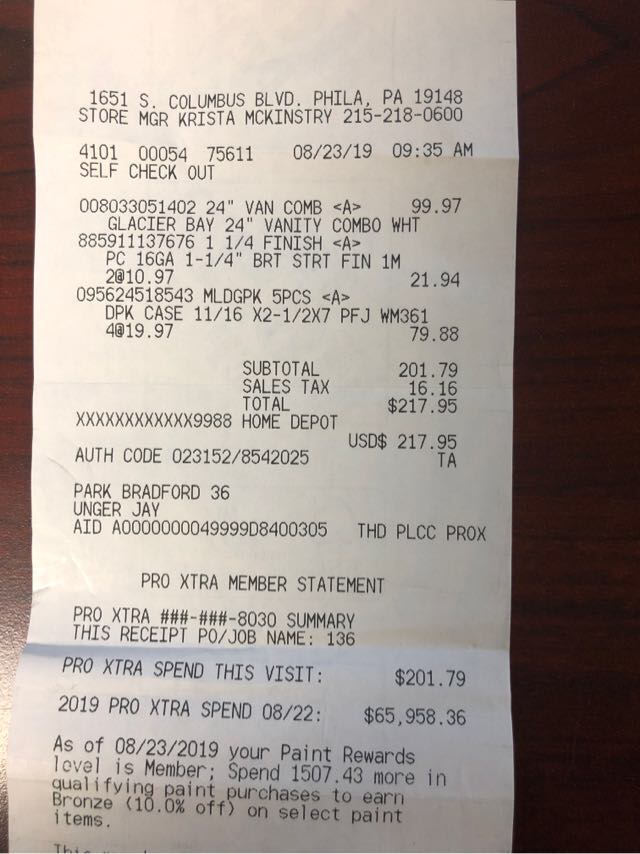 1651 S. COLUMBUS BLVD. PHILA, PA 19148
STORE MGR KRISTA MCKINSTRY 215-218-0600
4101 00054 75611 08/23/19 09:35 AM
SELF CHECK OUT
008033051402 24" VAN COMB <A> 99.97
GLACIER BAY 24" VANITY COMBO WHT
885911137676 1 1/4 FINISH <A>
PC 16GA 1-1/4" BRT STRT FIN 1M
2@10.97 21.94
095624518543 MLDGPK 5PCS <A>
DPK CASE 11/16 X2-1/2X7 PFJ WM361
4@19.97 79.88
SUBTOTAL 201.79
SALES TAX 16.16
TOTAL $217.95
XXXXXXXXXXXX9988 HOME DEPOT
USD$ 217.95
AUTH CODE 023152/8542025 TA
PARK BRADFORD 36
UNGER JAY
AID A0000000049999D8400305 THD PLCC PROX
PRO XTRA MEMBER STATEMENT
PRO XTRA ###-###-8030 SUMMARY
THIS RECEIPT PO/JOB NAME: 136
PRO XTRA SPEND THIS VISIT: $201.79
2019 PRO XTRA SPEND 08/22: $65,958.36
As of 08/23/2019 your Paint Rewards
level is Member; Spend 1507.43 more in
qualifying paint purchases to earn
Bronze (10.0% off) on select paint
items.